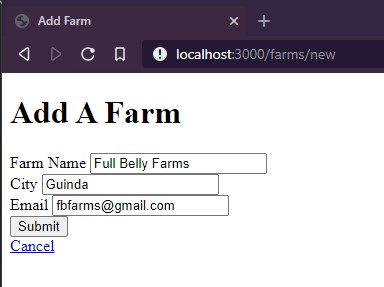 Add Farm
localhost:3000/farms/new
Add A Farm
Farm Name Full Belly Farms
City Guinda
Email fbfarms@gmail.com
Submit
Cancel